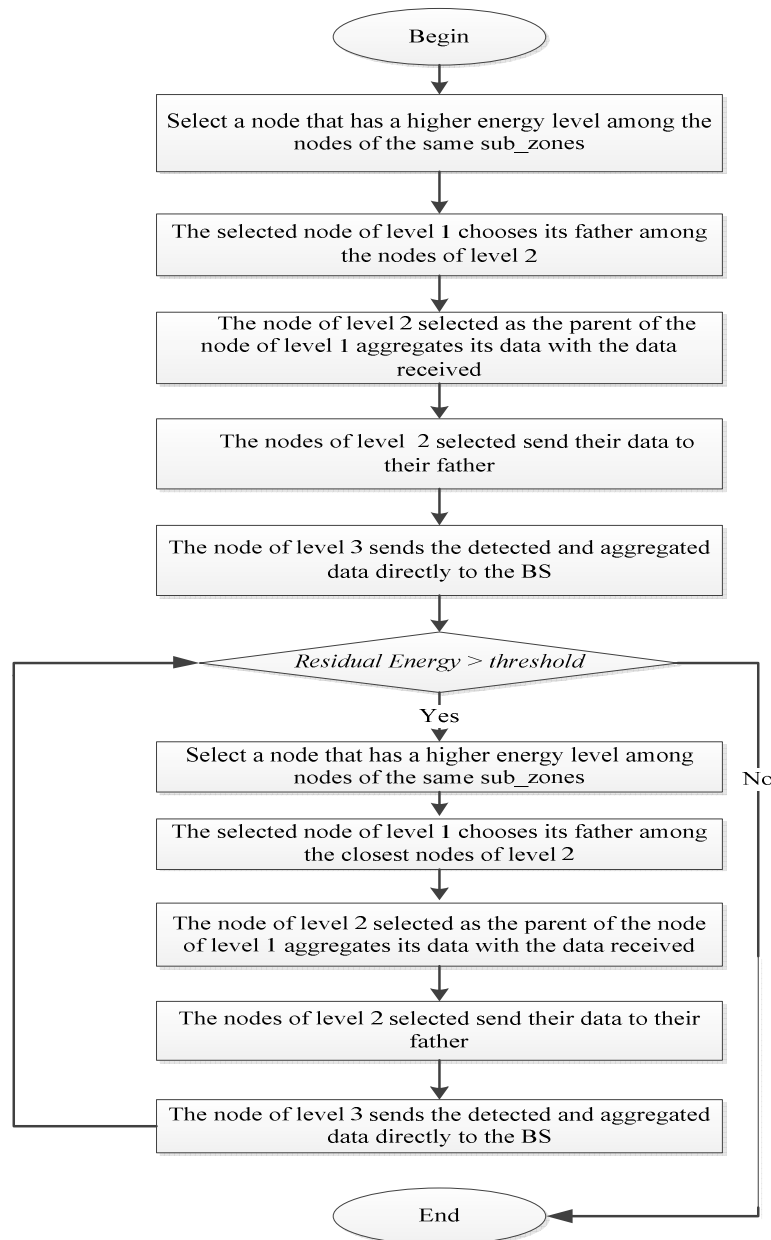 Begin
Select a node that has a higher energy level among the
nodes of the same sub_zones
The selected node of level 1 chooses its father among
the nodes of level 2
The node of level 2 selected as the parent of the
node of level 1 aggregates its data with the data
received
The nodes of level 2 selected send their data to
their father
The node of level 3 sends the detected and aggregated
data directly to the BS
Residual Energy > threshold
Yes
Select a node that has a higher energy level among
nodes of the same sub_zones
No
The selected node of level 1 chooses its father among
the closest nodes of level 2
The node of level 2 selected as the parent of the node
of level 1 aggregates its data with the data received
The nodes of level 2 selected send their data to their
father
The node of level 3 sends the detected and aggregated
data directly to the BS
End